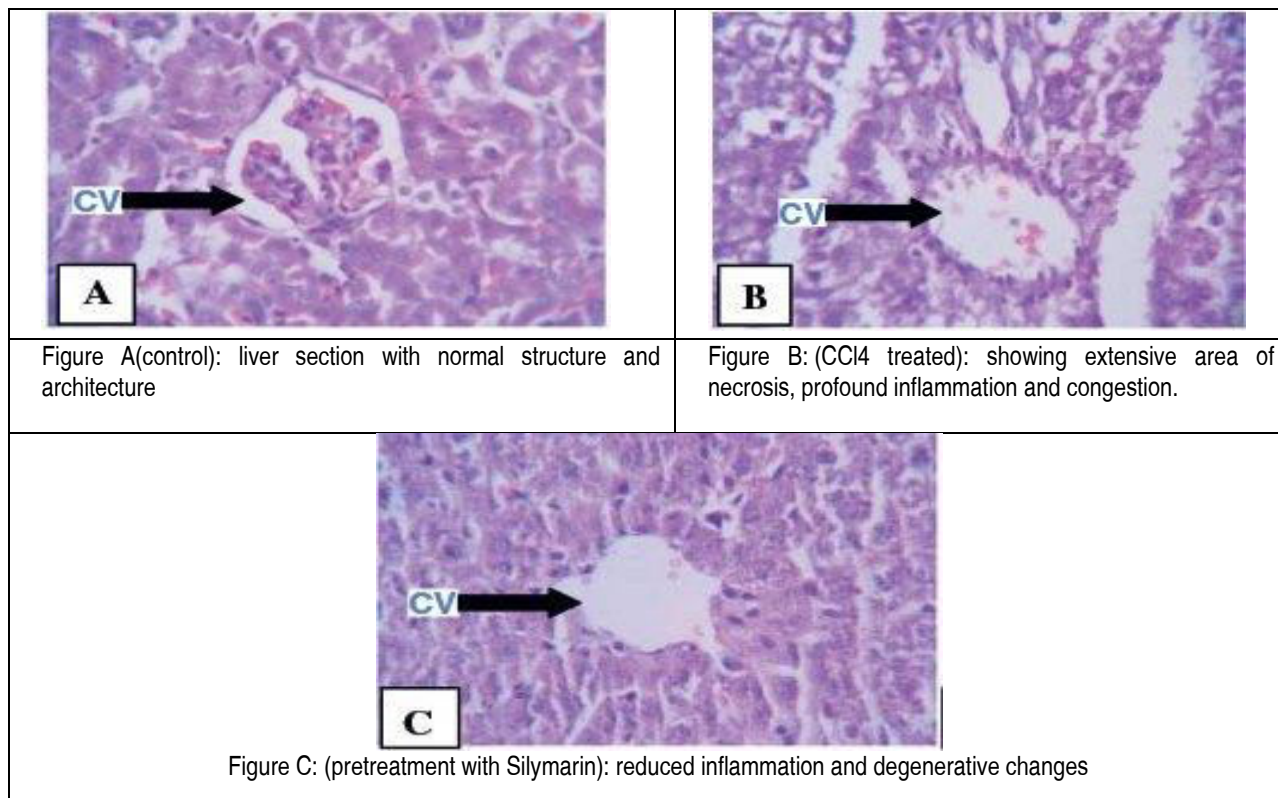 CV
A
Figure A(control): liver section with normal structure and
architecture
CV
B
Figure B: (CCl4 treated): showing extensive area of
necrosis, profound inflammation and congestion.
CV
C
Figure C: (pretreatment with Silymarin): reduced inflammation and degenerative changes